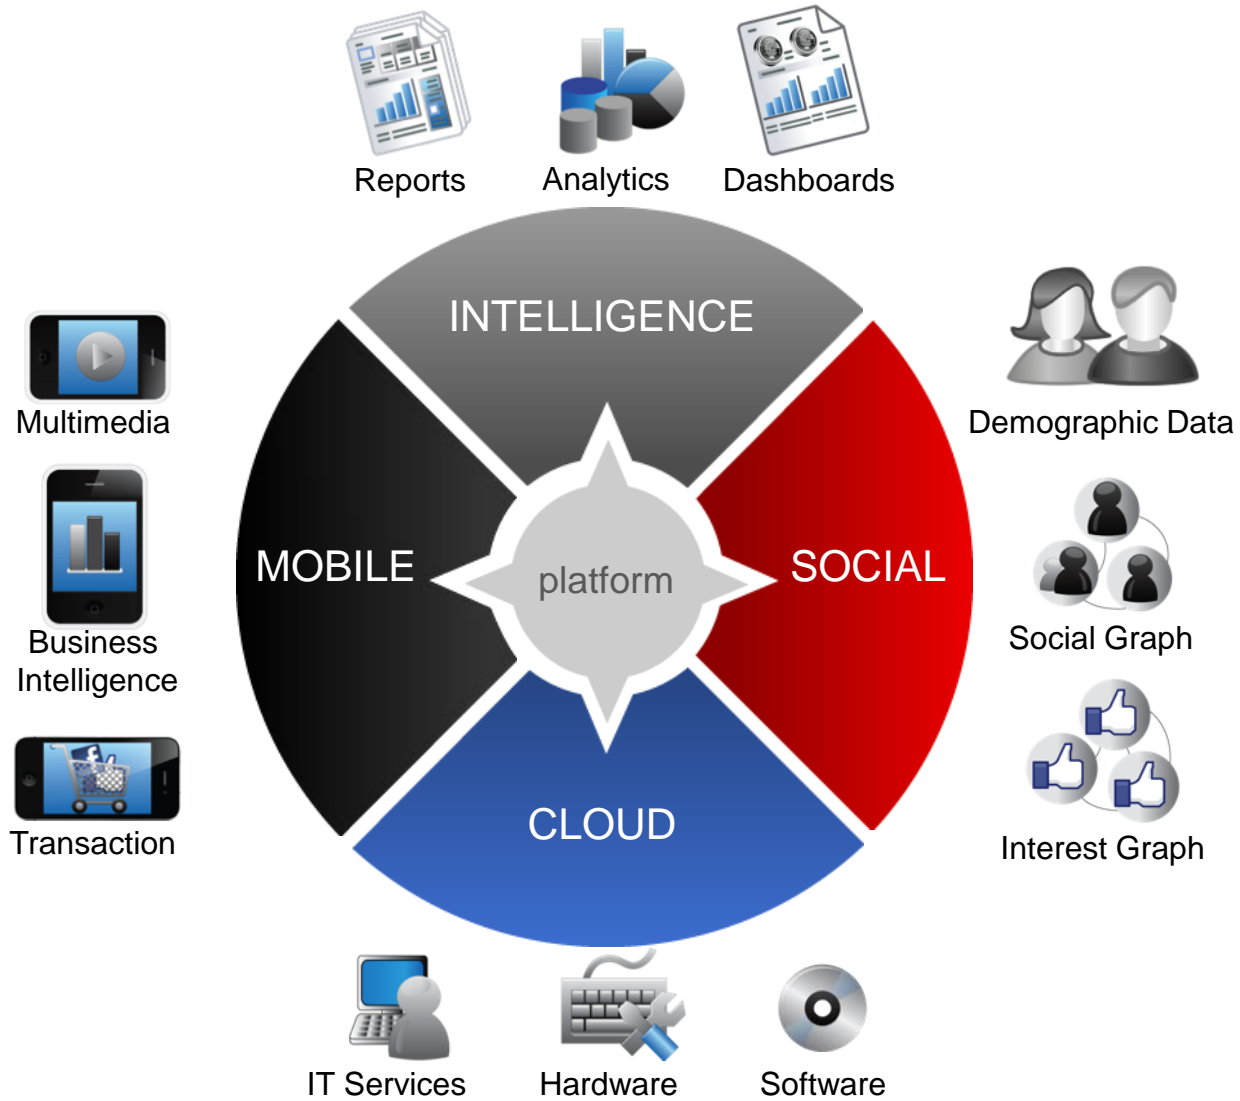 Reports
Analytics
Dashboards
INTELLIGENCE
Multimedia
Demographic Data
MOBILE
platform
SOCIAL
Business
Intelligence
Social Graph
CLOUD
Transaction
Interest Graph
IT Services
Hardware
Software